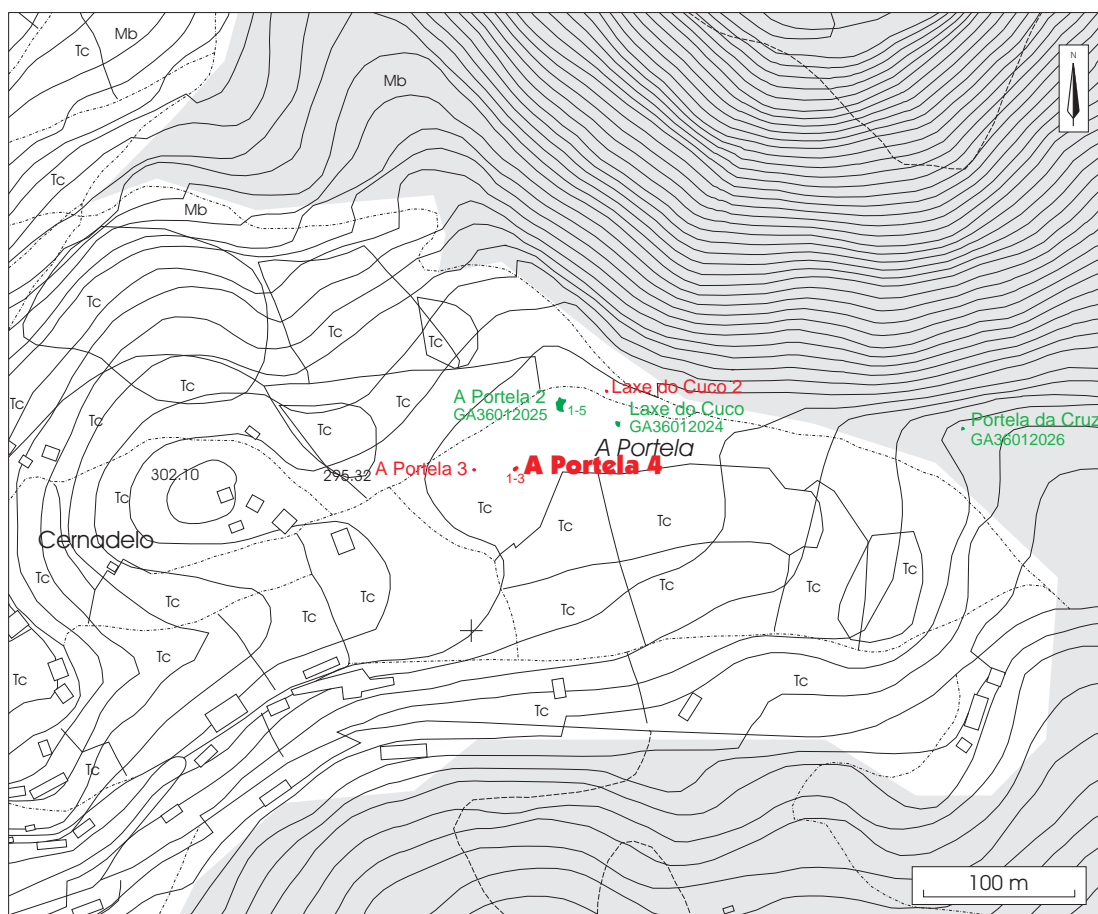 Mb
Tc
N
Mb
Tc
Mb
Tc
Tc
Tc
Tc
Laxe do Cuco 2
A Portela 2
1-5
GA36012025
Tc
Tc
Laxe do Cuco
GA36012024
Portela da Cruz
GA36012026
Tc
Tc
A Portela
302.10
295.32
A Portela 3
1-3
A Portela 4
Tc
Tc
Tc
Tc
Cernadelo
Tc
Tc
Tc
Tc
Tc
Tc
Tc
Tc
Tc
Tc
Tc
Tc
Tc
Tc
100 m